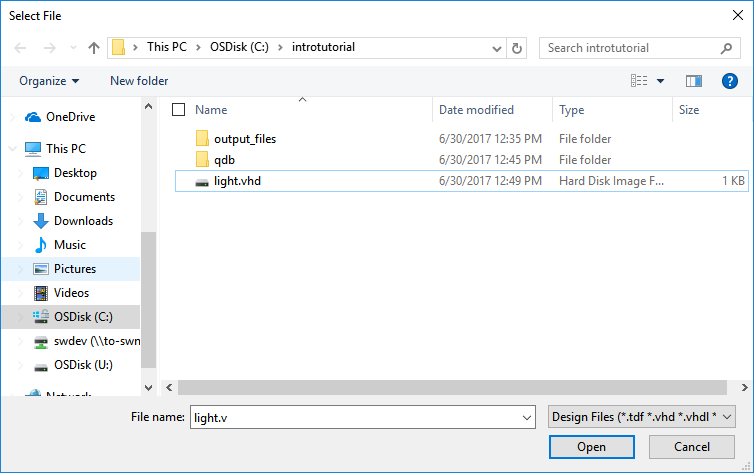 Select File
This PC OSDisk (C:) introtutorial
Search introtutorial
Organize New folder
Name Date modified Type Size
OneDrive
This PC
Desktop
Documents
Downloads
Music
Pictures
Videos
OSDisk (C:)
swdev (\\to-swn
OSDisk (U:)
Network
output_files 6/30/2017 12:35 PM File folder
qdb 6/30/2017 12:45 PM File folder
light.vhd 6/30/2017 12:49 PM Hard Disk Image F... 1 KB
File name: light.v
Design Files (*.tdf *.vhd *.vhdl *
Open Cancel